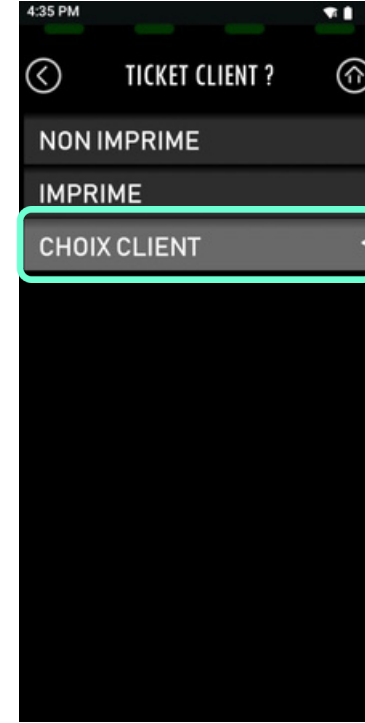 4:35 PM
TICKET CLIENT ?
NON IMPRIME
IMPRIME
CHOIX CLIENT